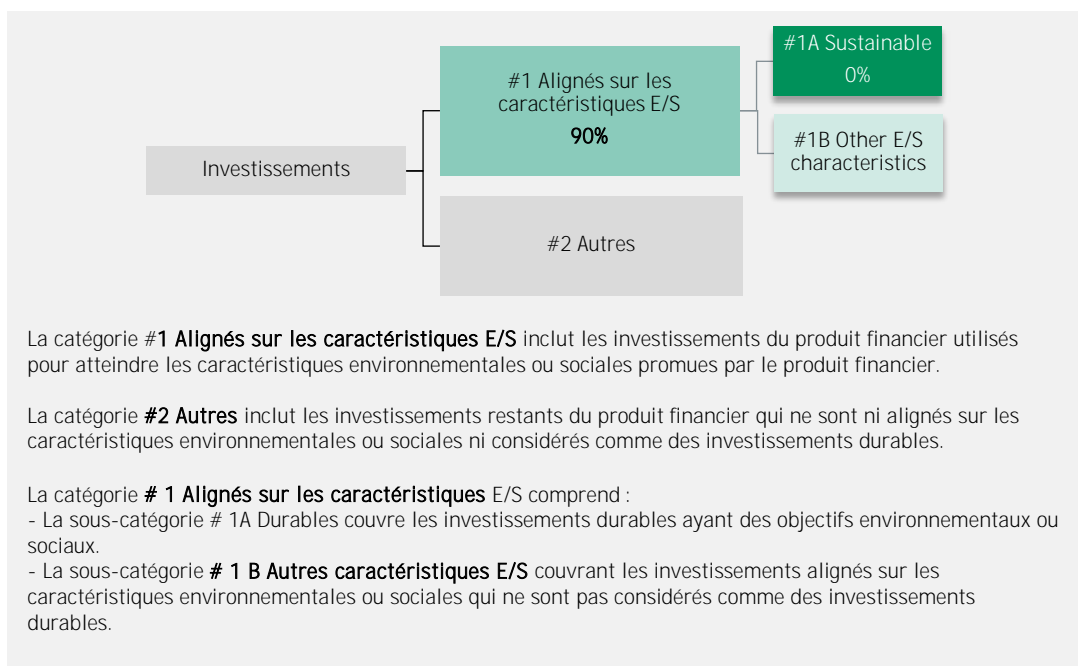 #1A Sustainable
0%
#1 Alignés sur les
caractéristiques E/S
90%
#1B Other E/S
characteristics
Investissements
#2 Autres
La catégorie #1 Alignés sur les caractéristiques E/S inclut les investissements du produit financier utilisés
pour atteindre les caractéristiques environnementales ou sociales promues par le produit financier.
La catégorie #2 Autres inclut les investissements restants du produit financier qui ne sont ni alignés sur les
caractéristiques environnementales ou sociales ni considérés comme des investissements durables.
La catégorie # 1 Alignés sur les caractéristiques E/S comprend :
- La sous-catégorie # 1A Durables couvre les investissements durables ayant des objectifs environnementaux ou
sociaux.
- La sous-catégorie # 1 B Autres caractéristiques E/S couvrant les investissements alignés sur les
caractéristiques environnementales ou sociales qui ne sont pas considérés comme des investissements
durables.